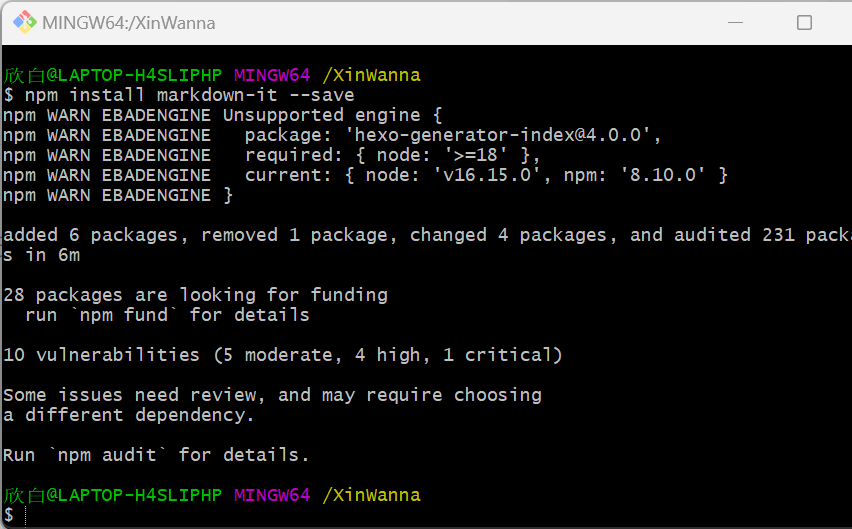 MINGW64:/XinWanna
欣白@LAPTOP-H4SLIPHP MINGW64 /XinWanna
$ npm install markdown-it --save
npm WARN EBADENGINE Unsupported engine {
npm WARN EBADENGINE   package: 'hexo-generator-index@4.0.0',
npm WARN EBADENGINE   required: { node: '>=18' },
npm WARN EBADENGINE   current: { node: 'v16.15.0', npm: '8.10.0' }
npm WARN EBADENGINE }
added 6 packages, removed 1 package, changed 4 packages, and audited 231 packa
s in 6m
28 packages are looking for funding
  run `npm fund` for details
10 vulnerabilities (5 moderate, 4 high, 1 critical)
Some issues need review, and may require choosing
a different dependency.
Run `npm audit` for details.
欣白@LAPTOP-H4SLIPHP MINGW64 /XinWanna
$